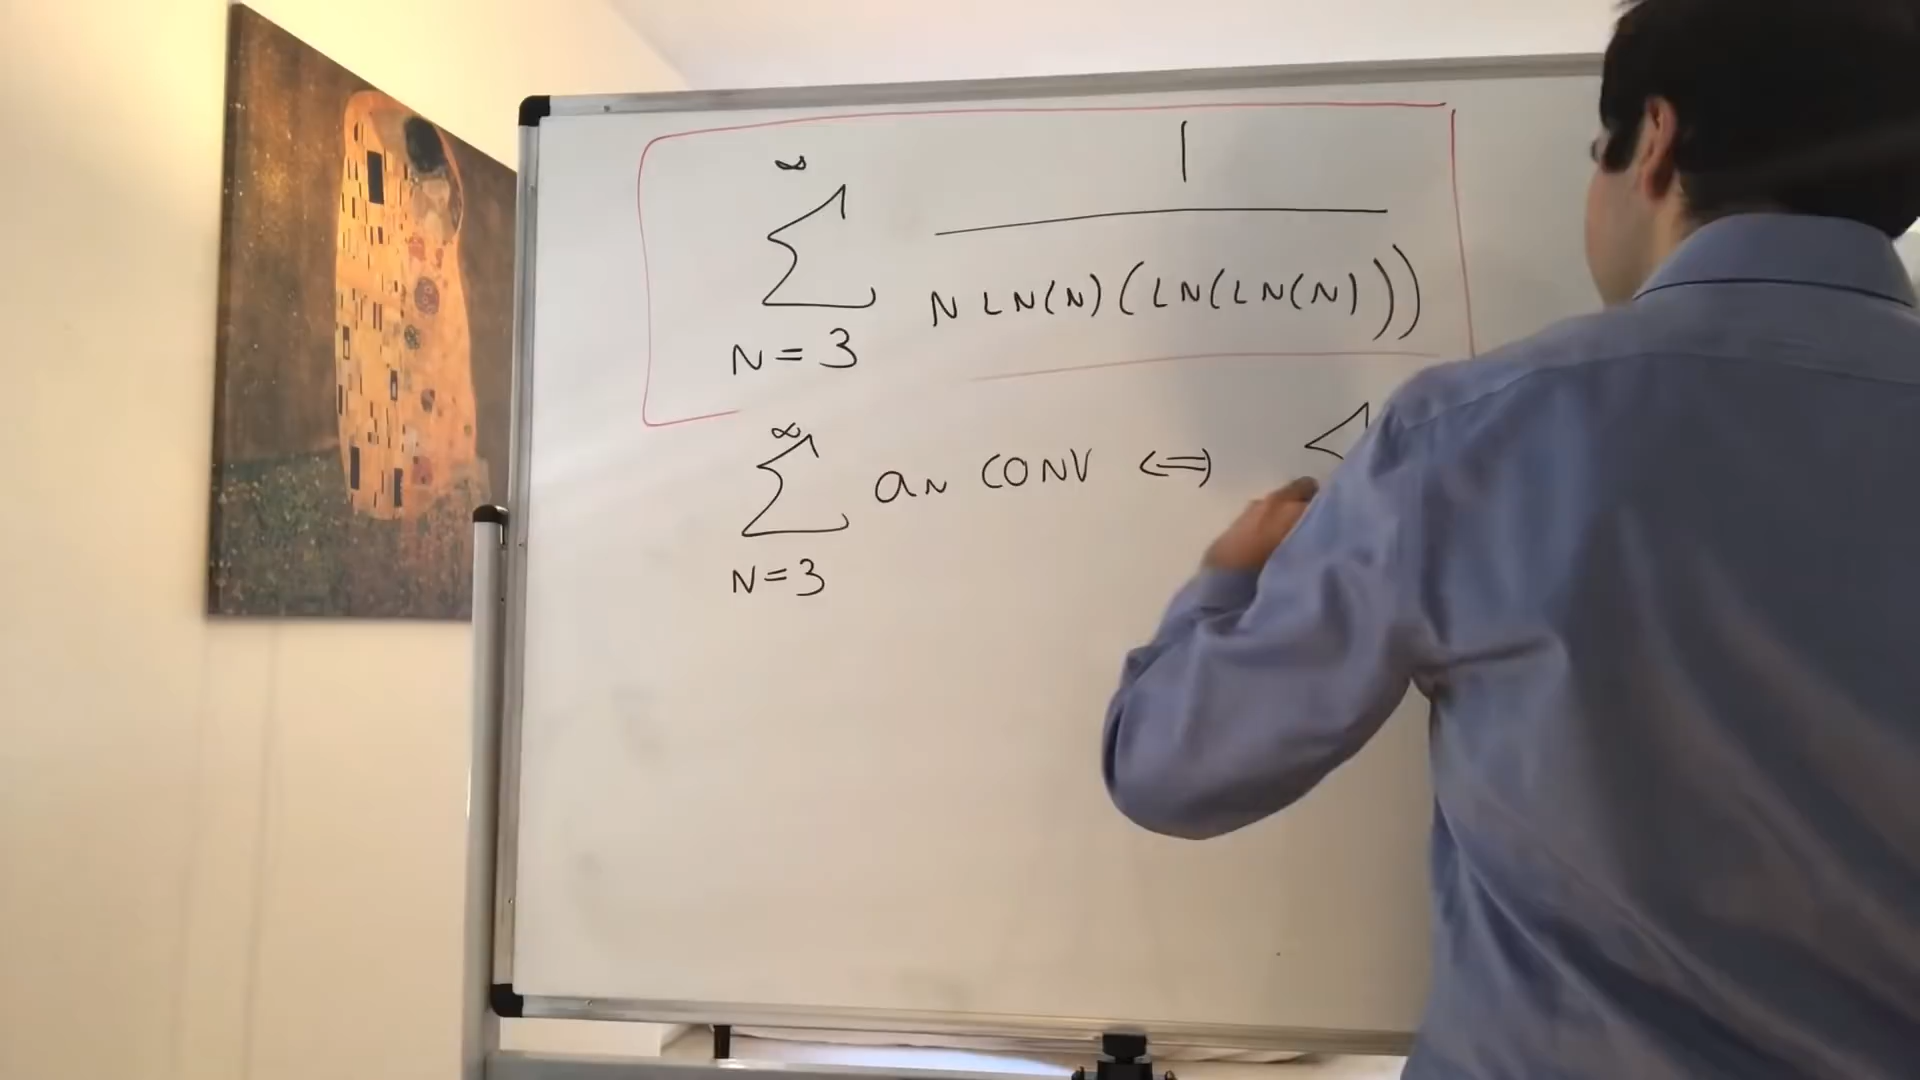 ∞
Σ 1 / N LN(N) (LN(LN(N)))
N = 3
∞
Σ aN CONV ⇔
N = 3